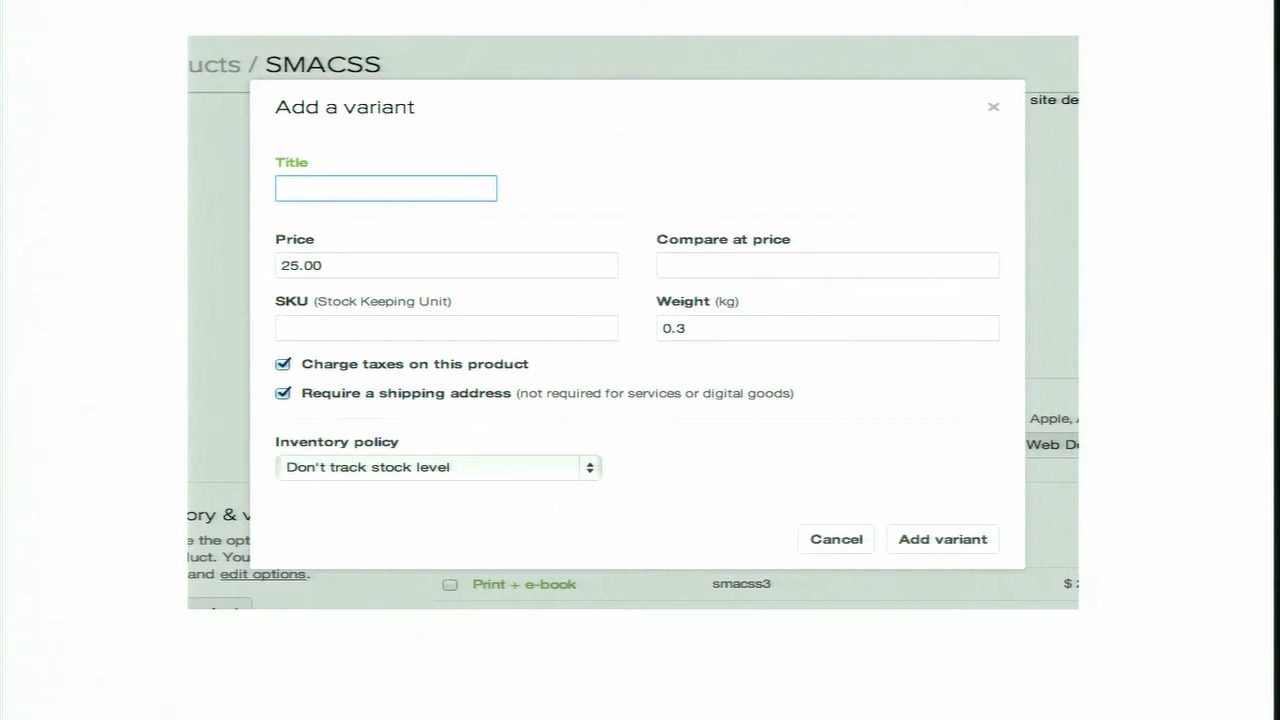 ucts / SMACSS
site de
Add a variant
×
Title
Price
Compare at price
25.00
SKU (Stock Keeping Unit)
Weight (kg)
0.3
Charge taxes on this product
Require a shipping address (not required for services or digital goods)
Apple,
Web D
Inventory policy
Don't track stock level
ory & v
e the opt
luct. You
and edit options.
Cancel
Add variant
Print + e-book
smacss3
$ 2